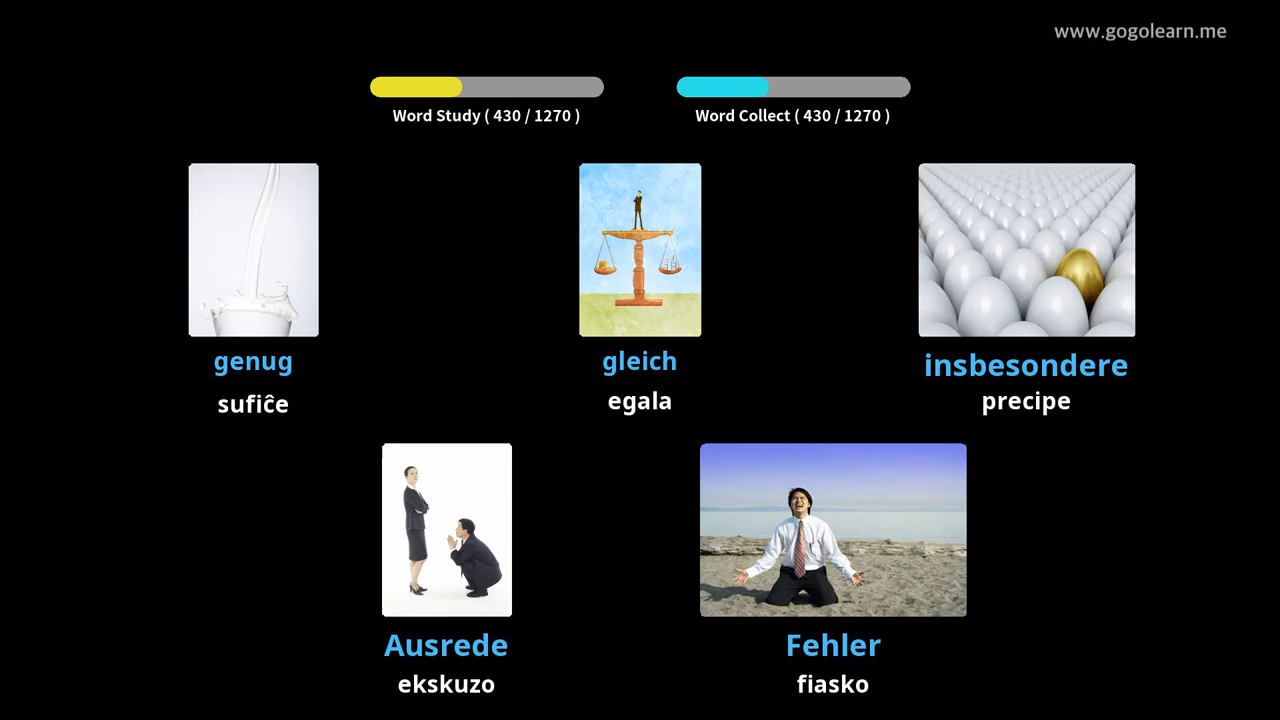 www.gogolearn.me
Word Study ( 430 / 1270 )
Word Collect ( 430 / 1270 )
genug
sufiĉe
gleich
egala
insbesondere
precipe
Ausrede
ekskuzo
Fehler
fiasko